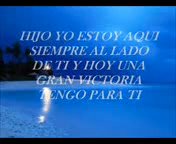 HIJO YO ESTOY AQUI
SIEMPRE AL LADO
DE TI Y HOY UNA
GRAN VICTORIA
TENGO PARA TI